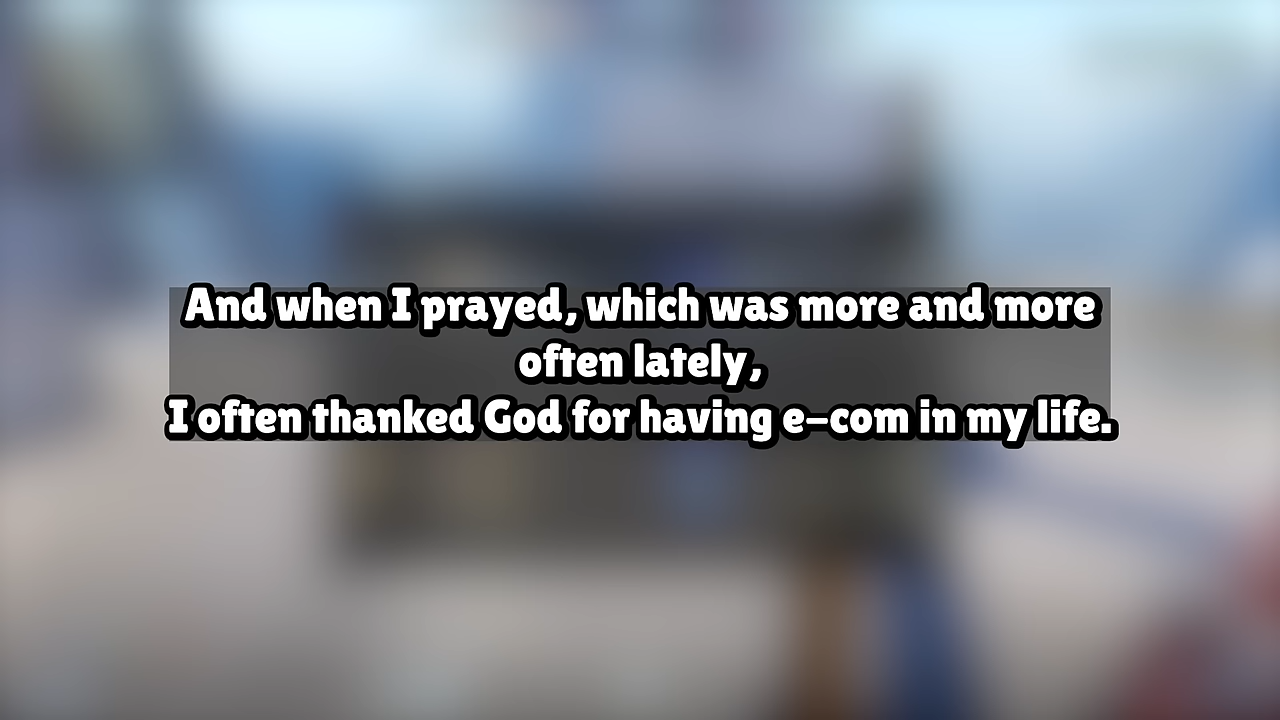 And when I prayed, which was more and more
often lately,
I often thanked God for having e-com in my life.